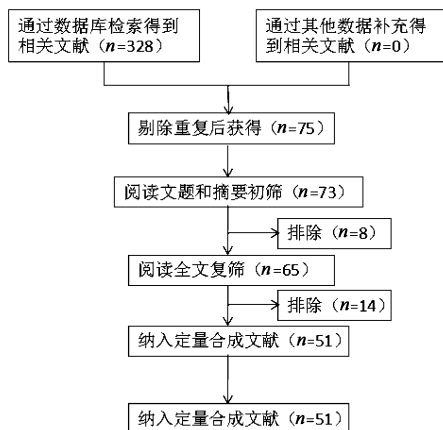 通过数据库检索得到
相关文献（n=328）
通过其他数据补充得
到相关文献（n=0）
剔除重复后获得（n=75）
阅读文题和摘要初筛（n=73）
排除（n=8）
阅读全文复筛（n=65）
排除（n=14）
纳入定量合成文献（n=51）
纳入定量合成文献（n=51）